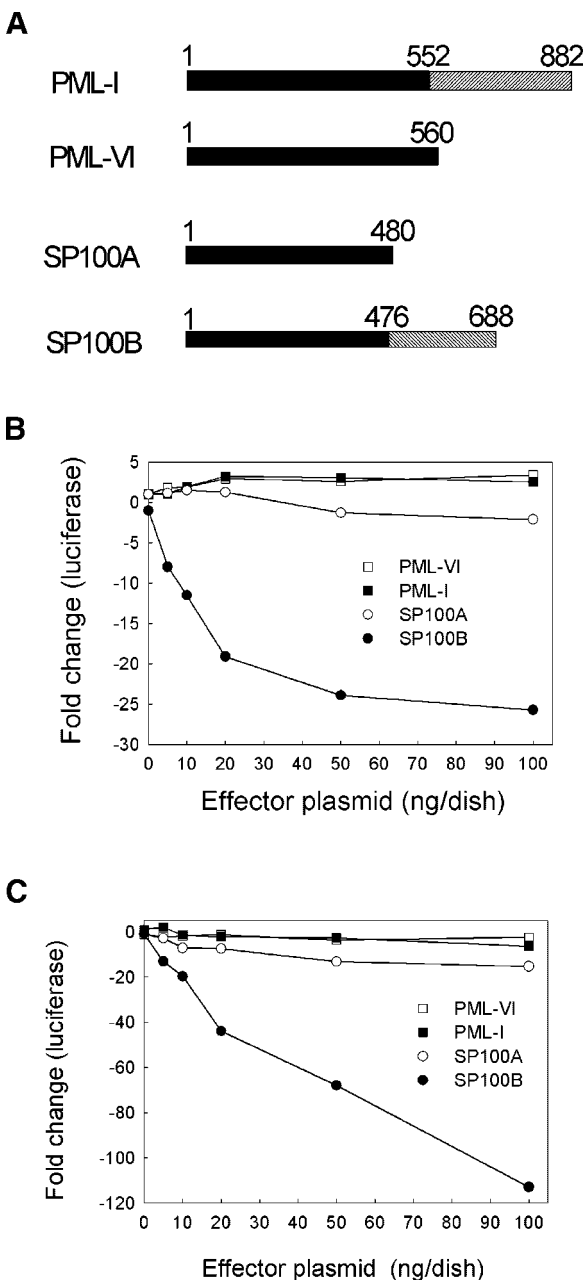 A
1 552 882
PML-I
1 560
PML-VI
1 480
SP100A
1 476 688
SP100B
B
Fold change (luciferase)
5
0
-5
-10
-15
-20
-25
-30
PML-VI
PML-I
SP100A
SP100B
0 10 20 30 40 50 60 70 80 90 100
Effector plasmid (ng/dish)
C
Fold change (luciferase)
0
-20
-40
-60
-80
-100
-120
PML-VI
PML-I
SP100A
SP100B
0 10 20 30 40 50 60 70 80 90 100
Effector plasmid (ng/dish)